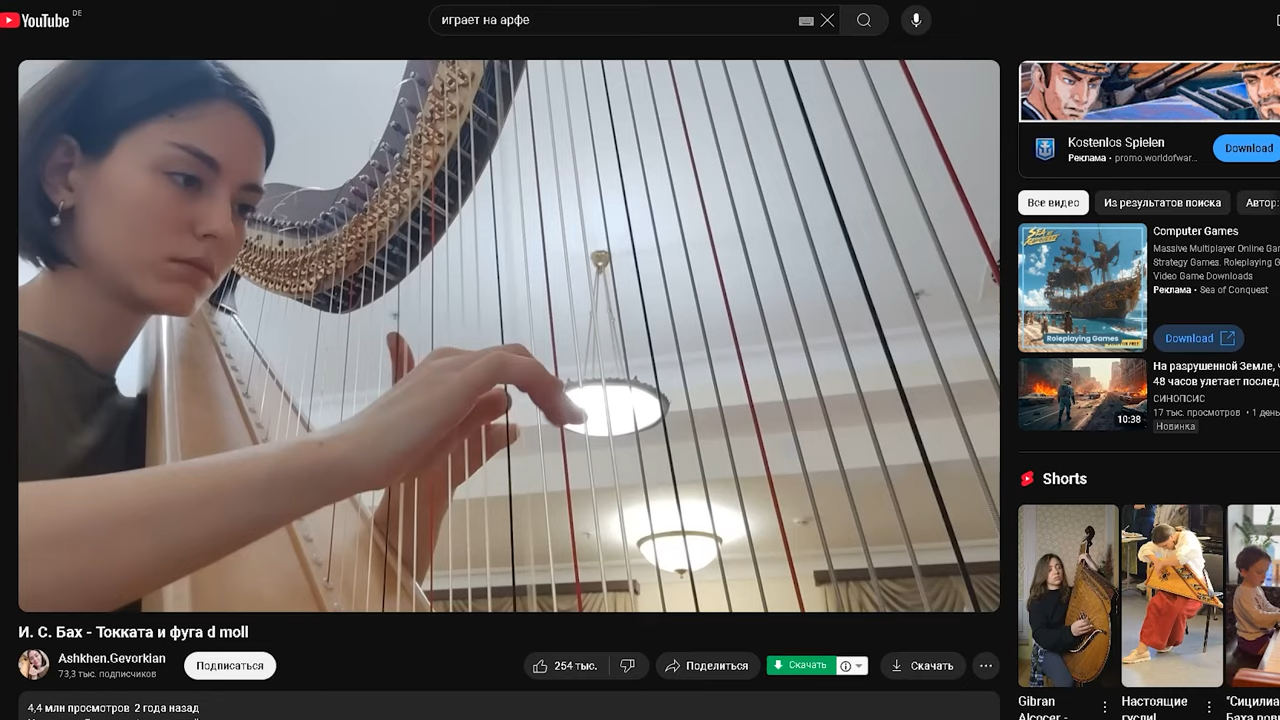 YouTube DE
играет на арфе
Kostenlos Spielen
Реклама • promo.worldofwar...
Download
Все видео
Из результатов поиска
Автор:
Computer Games
Massive Multiplayer Online Ga
Strategy Games. Roleplaying G
Video Game Downloads
Реклама • Sea of Conquest
Download
SEA OF CONQUEST
Roleplaying Games
На разрушенной Земле, ч
48 часов улетает послед
СИНОПСИС
17 тыс. просмотров • 1 день
Новинка
10:38
Shorts
Gibran
Alcocer -
Настоящие
гусли!
"Сицилиа
Баха под
И. С. Бах - Токката и фуга d moll
Ashkhen.Gevorkian
73,3 тыс. подписчиков
Подписаться
254 тыс.
Поделиться
Скачать
Скачать
4,4 млн просмотров 2 года назад